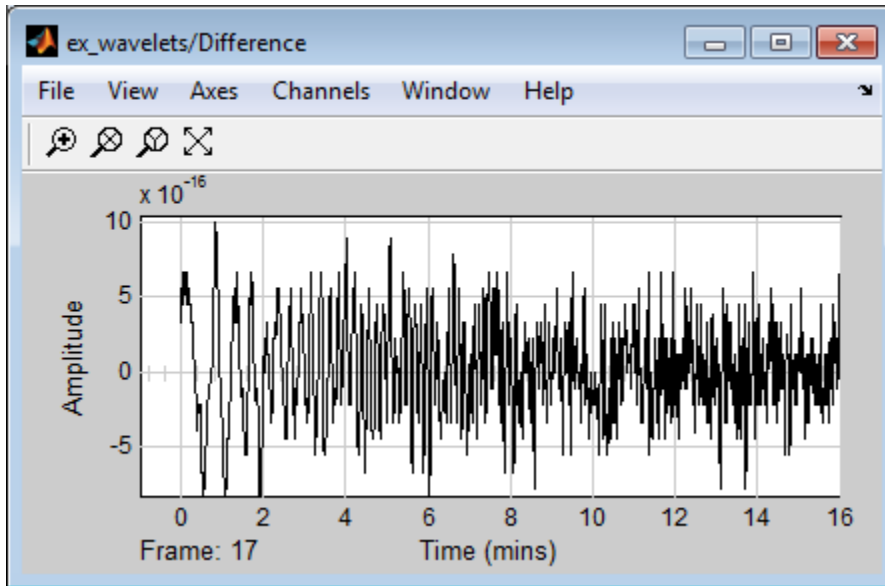 ex_wavelets/Difference
File View Axes Channels Window Help
x 10^-16
10
5
0
-5
Amplitude
0 2 4 6 8 10 12 14 16
Frame: 17 Time (mins)